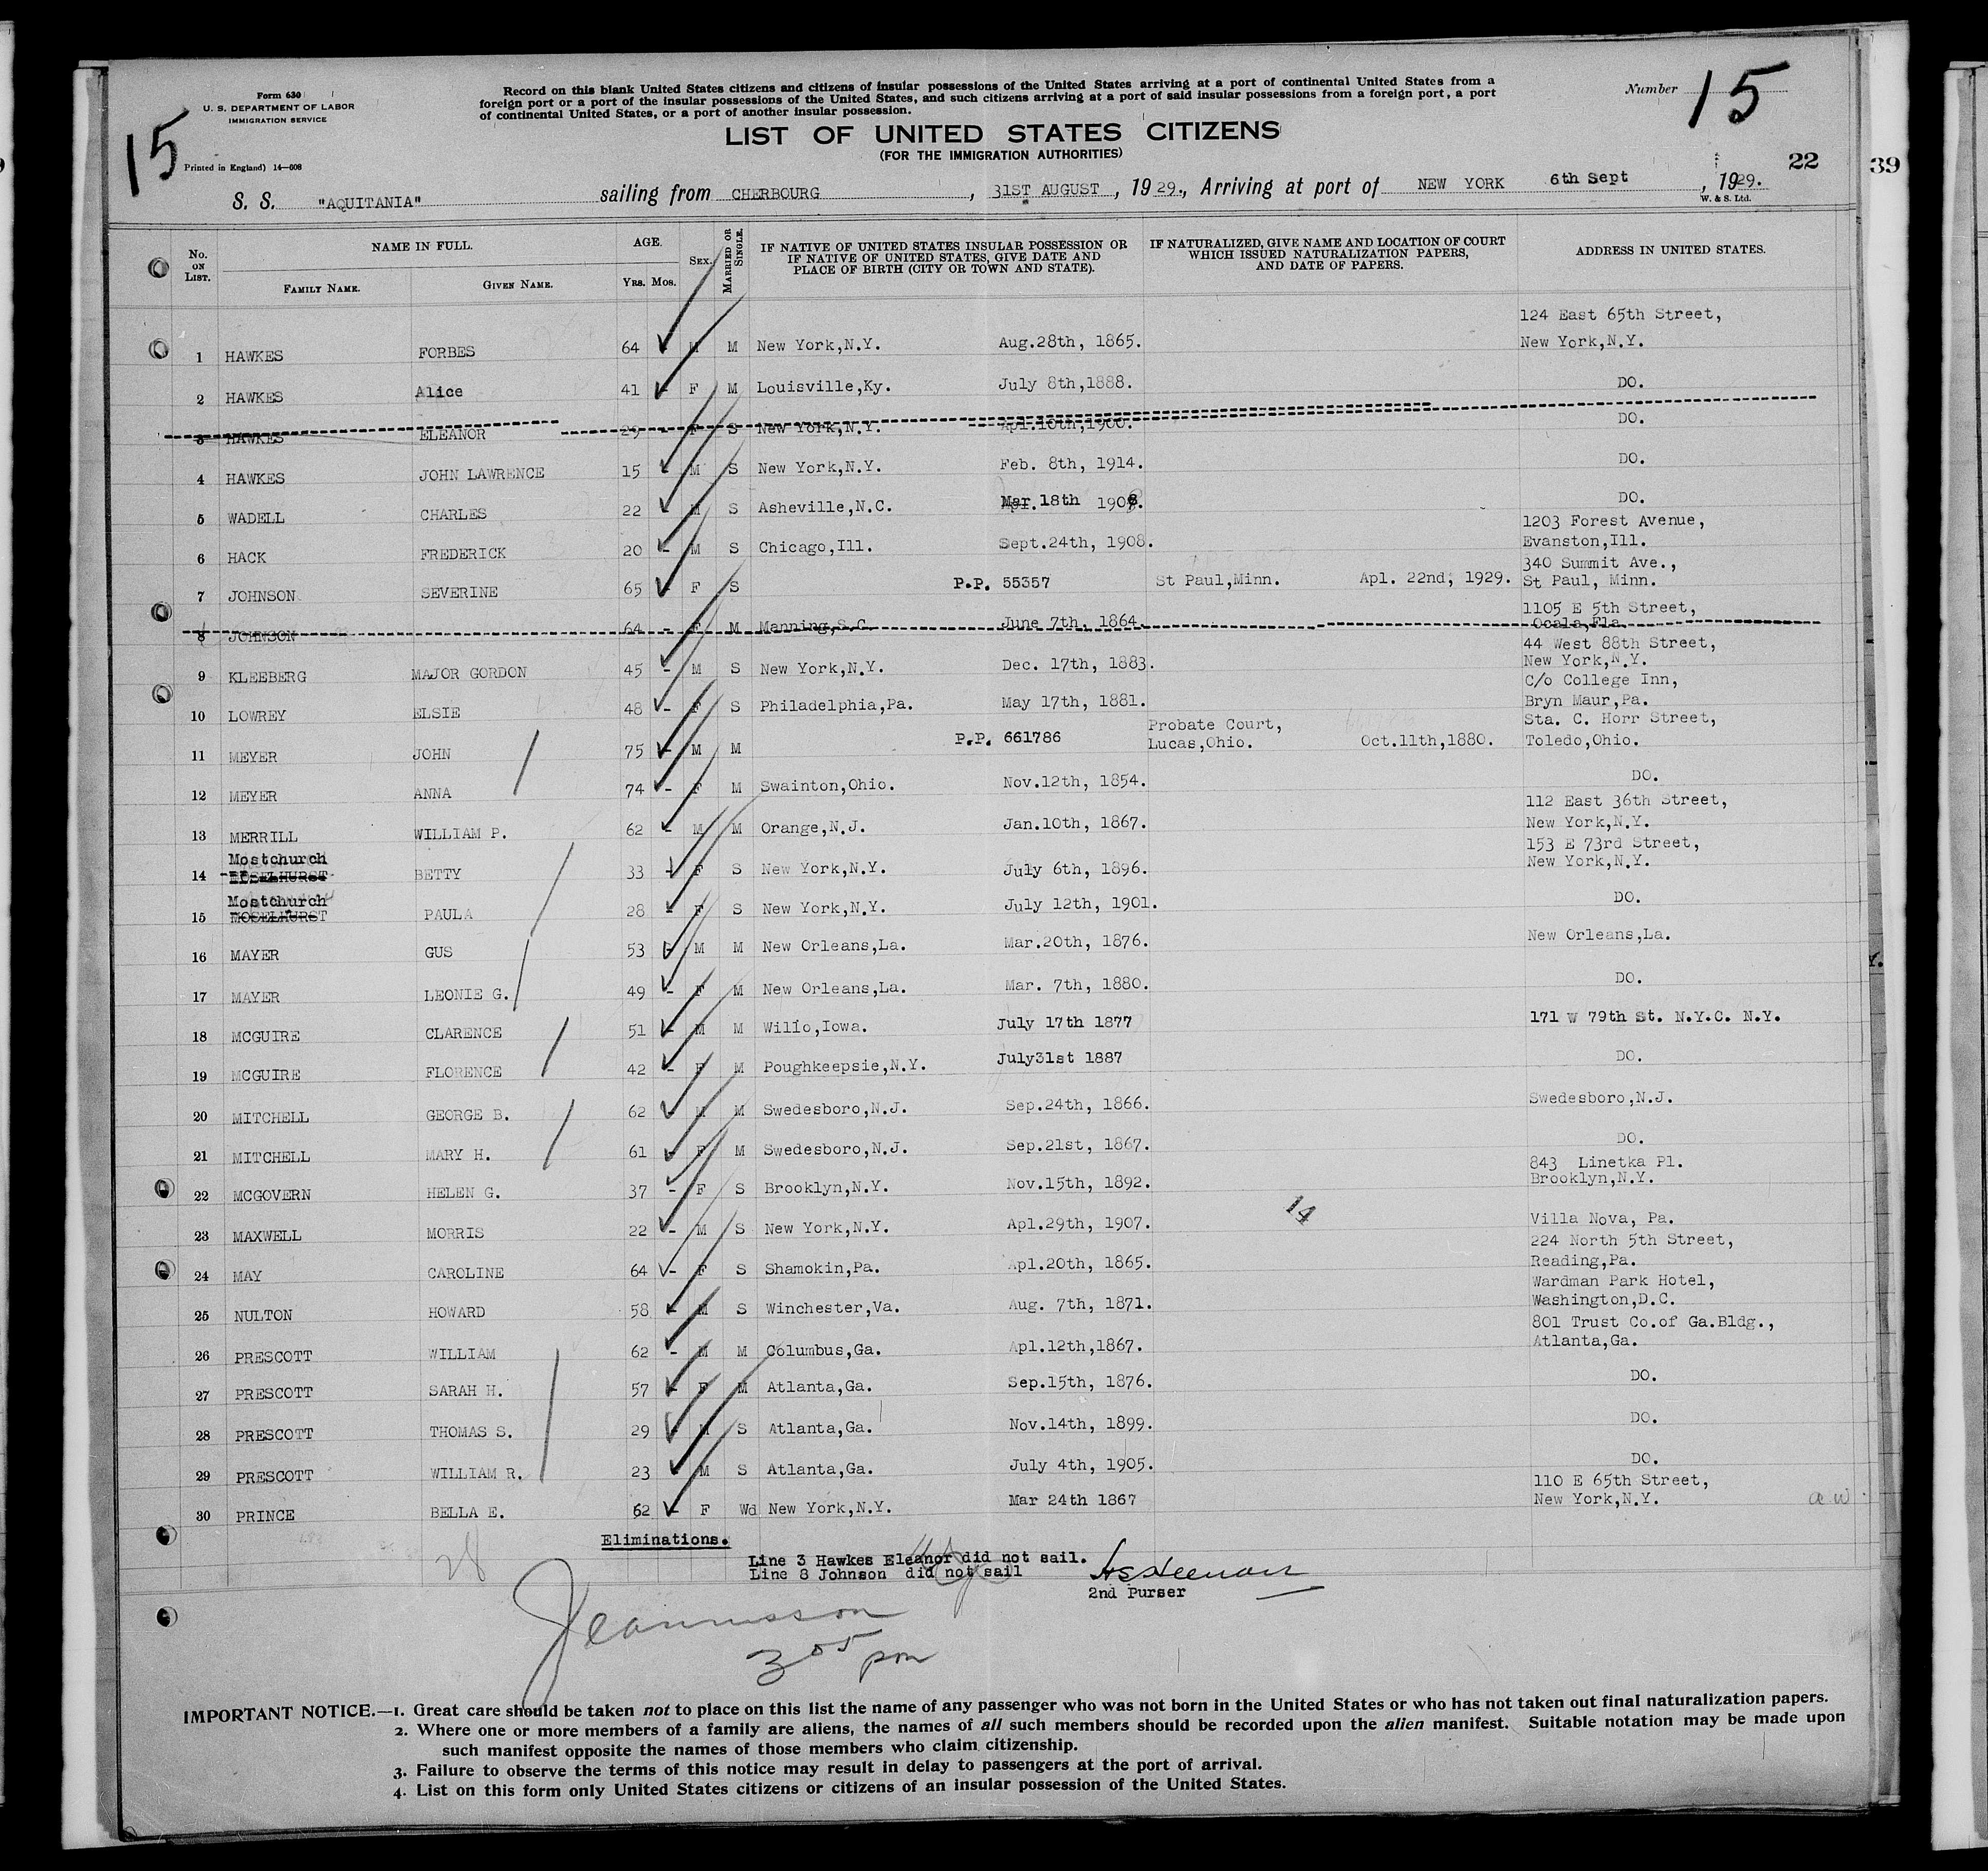 Form 630
U. S. DEPARTMENT OF LABOR
IMMIGRATION SERVICE
Printed in England) 14—608
15
Record on this blank United States citizens and citizens of insular possessions of the United States arriving at a port of continental United States from a
foreign port or a port of the insular possessions of the United States, and such citizens arriving at a port of said insular possessions from a foreign port, a port
of continental United States, or a port of another insular possession.
Number 15
LIST OF UNITED STATES CITIZENS
(FOR THE IMMIGRATION AUTHORITIES)
22
39
S. S. "AQUITANIA" sailing from CHERBOURG, 31ST AUGUST, 1929., Arriving at port of NEW YORK 6th Sept, 1929.
W. & S. Ltd.
No. ON LIST. NAME IN FULL. FAMILY NAME. GIVEN NAME. AGE. YRS. MOS. SEX. MARRIED OR SINGLE. IF NATIVE OF UNITED STATES INSULAR POSSESSION OR IF NATIVE OF UNITED STATES, GIVE DATE AND PLACE OF BIRTH (CITY OR TOWN AND STATE). IF NATURALIZED, GIVE NAME AND LOCATION OF COURT WHICH ISSUED NATURALIZATION PAPERS, AND DATE OF PAPERS. ADDRESS IN UNITED STATES.
124 East 65th Street,
1 HAWKES FORBES 64 - M M New York,N.Y. Aug.28th, 1865. New York,N.Y.
2 HAWKES Alice 41 - F M Louisville,Ky. July 8th,1888. DO.
3 HAWKES ELEANOR 29 - F S New York,N.Y. Apl.10th,1900. DO.
4 HAWKES JOHN LAWRENCE 15 - M S New York,N.Y. Feb. 8th, 1914. DO.
5 WADELL CHARLES 22 - M S Asheville,N.C. Mar.18th 1908. DO.
1203 Forest Avenue,
6 HACK FREDERICK 20 - M S Chicago,Ill. Sept.24th, 1908. Evanston,Ill.
340 Summit Ave.,
7 JOHNSON SEVERINE 65 - F S P.P. 55357 St Paul,Minn. Apl. 22nd, 1929. St Paul, Minn.
1105 E 5th Street,
8 JOHNSON 64 - F M Manning,S.C. June 7th, 1864. Ocala,Fla.
44 West 88th Street,
9 KLEEBERG MAJOR GORDON 45 - M S New York,N.Y. Dec. 17th, 1883. New York,N.Y.
C/o College Inn,
10 LOWREY ELSIE 48 - F S Philadelphia,Pa. May 17th, 1881. Bryn Maur,Pa.
Probate Court, Sta. C. Horr Street,
11 MEYER JOHN 75 - M M P.P. 661786 Lucas,Ohio. Oct.11th,1880. Toledo,Ohio.
12 MEYER ANNA 74 - F M Swainton,Ohio. Nov.12th, 1854. DO.
112 East 36th Street,
13 MERRILL WILLIAM P. 62 - M M Orange,N.J. Jan.10th, 1867. New York,N.Y.
Mostchurch 153 E 73rd Street,
14 MOSELHURST BETTY 33 - F S New York,N.Y. July 6th, 1896. New York,N.Y.
Mostchurch
15 MOSELHURST PAULA 28 - F S New York,N.Y. July 12th, 1901. DO.
16 MAYER GUS 53 - M M New Orleans,La. Mar.20th, 1876. New Orleans,La.
17 MAYER LEONIE G. 49 - F M New Orleans,La. Mar. 7th, 1880. DO.
18 MCGUIRE CLARENCE 51 - M M Wilio,Iowa. July 17th 1877 171 W 79th St. N.Y.C. N.Y.
19 MCGUIRE FLORENCE 42 - F M Poughkeepsie,N.Y. July31st 1887 DO.
20 MITCHELL GEORGE B. 62 - M M Swedesboro,N.J. Sep.24th, 1866. Swedesboro,N.J.
21 MITCHELL MARY H. 61 - F M Swedesboro,N.J. Sep.21st, 1867. DO.
843 Linetka Pl.
22 MCGOVERN HELEN G. 37 - F S Brooklyn,N.Y. Nov.15th, 1892. Brooklyn,N.Y.
14
23 MAXWELL MORRIS 22 - M S New York,N.Y. Apl.29th, 1907. Villa Nova, Pa.
224 North 5th Street,
24 MAY CAROLINE 64 - F S Shamokin,Pa. Apl.20th, 1865. Reading,Pa.
Wardman Park Hotel,
25 NULTON HOWARD 58 - M S Winchester,Va. Aug. 7th, 1871. Washington,D.C.
801 Trust Co.of Ga.Bldg.,
26 PRESCOTT WILLIAM 62 - M M Columbus,Ga. Apl.12th,1867. Atlanta,Ga.
27 PRESCOTT SARAH H. 57 - F M Atlanta,Ga. Sep.15th, 1876. DO.
28 PRESCOTT THOMAS S. 29 - M S Atlanta,Ga. Nov.14th, 1899. DO.
29 PRESCOTT WILLIAM R. 23 - M S Atlanta,Ga. July 4th, 1905. DO.
110 E 65th Street,
30 PRINCE BELLA E. 62 - F Wd New York,N.Y. Mar 24th 1867 New York,N.Y.
a w
Eliminations.
28
Line 3 Hawkes Eleanor did not sail.
Line 8 Johnson did not sail
2nd Purser
3 05 pm
IMPORTANT NOTICE.—1. Great care should be taken not to place on this list the name of any passenger who was not born in the United States or who has not taken out final naturalization papers.
2. Where one or more members of a family are aliens, the names of all such members should be recorded upon the alien manifest. Suitable notation may be made upon
such manifest opposite the names of those members who claim citizenship.
3. Failure to observe the terms of this notice may result in delay to passengers at the port of arrival.
4. List on this form only United States citizens or citizens of an insular possession of the United States.